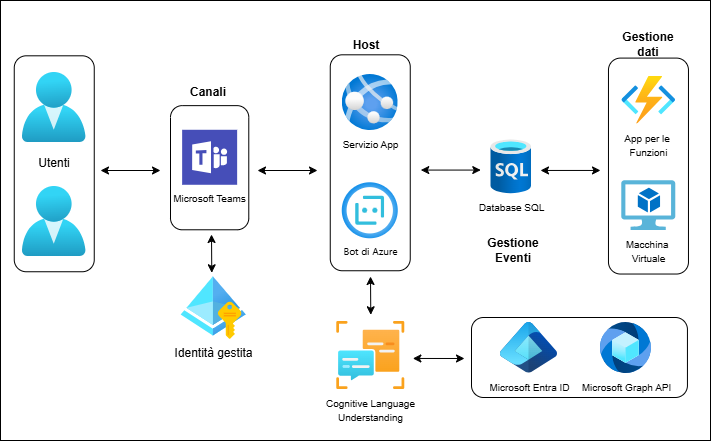 Gestione
dati
Host
Canali
Servizio App
App per le
Funzioni
Utenti
T
Microsoft Teams
SQL
Database SQL
Bot di Azure
Gestione
Eventi
Macchina
Virtuale
Identità gestita
Microsoft Entra ID
Microsoft Graph API
Cognitive Language
Understanding